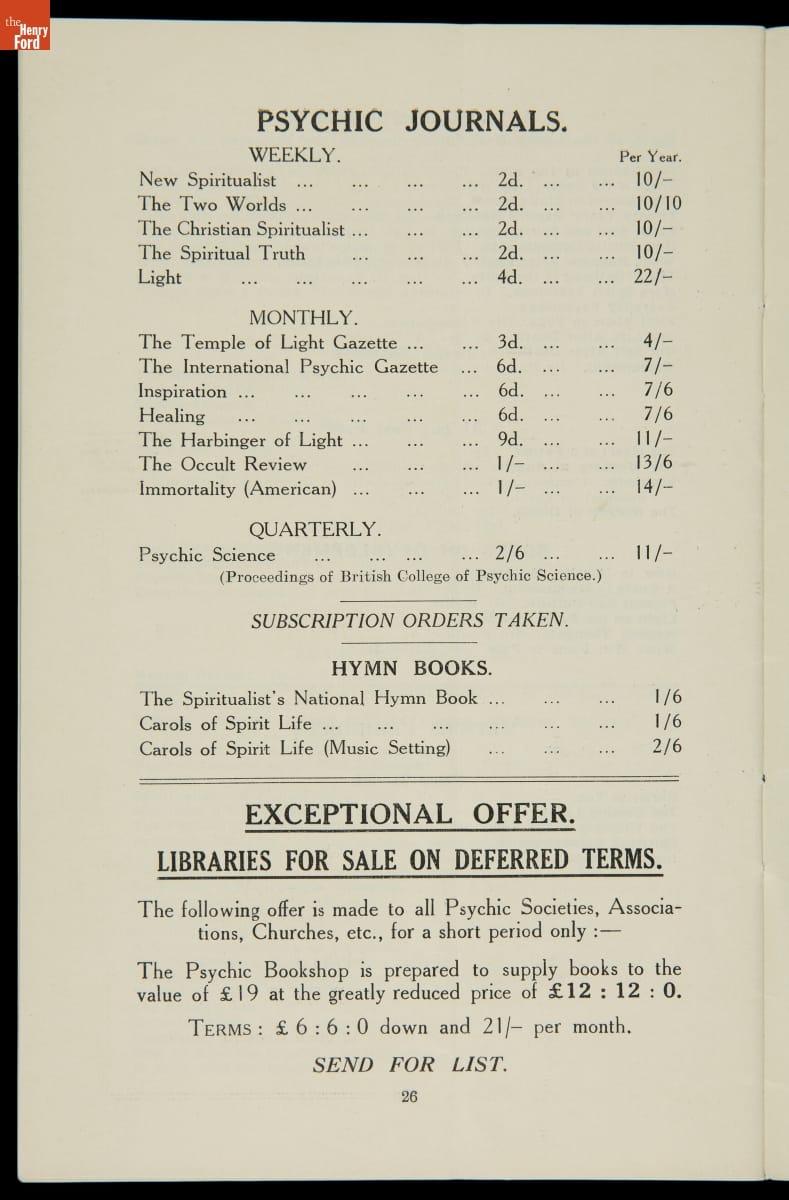 the
Henry
Ford
PSYCHIC JOURNALS.
WEEKLY. Per Year.
New Spiritualist ... ... ... ... 2d. ... ... 10/–
The Two Worlds ... ... ... ... 2d. ... ... 10/10
The Christian Spiritualist ... ... ... 2d. ... ... 10/–
The Spiritual Truth ... ... ... 2d. ... ... 10/–
Light ... ... ... ... ... 4d. ... ... 22/–
MONTHLY.
The Temple of Light Gazette ... ... 3d. ... ... 4/–
The International Psychic Gazette ... 6d. ... ... 7/–
Inspiration ... ... ... ... ... 6d. ... ... 7/6
Healing ... ... ... ... ... 6d. ... ... 7/6
The Harbinger of Light ... ... ... 9d. ... ... 11/–
The Occult Review ... ... ... 1/– ... ... 13/6
Immortality (American) ... ... ... 1/– ... ... 14/–
QUARTERLY.
Psychic Science ... ... ... ... 2/6 ... ... 11/–
(Proceedings of British College of Psychic Science.)
SUBSCRIPTION ORDERS TAKEN.
HYMN BOOKS.
The Spiritualist's National Hymn Book ... ... ... 1/6
Carols of Spirit Life ... ... ... ... ... ... 1/6
Carols of Spirit Life (Music Setting) ... ... ... 2/6
EXCEPTIONAL OFFER.
LIBRARIES FOR SALE ON DEFERRED TERMS.
The following offer is made to all Psychic Societies, Associa-
tions, Churches, etc., for a short period only :—
The Psychic Bookshop is prepared to supply books to the
value of £19 at the greatly reduced price of £12 : 12 : 0.
TERMS : £6 : 6 : 0 down and 21/– per month.
SEND FOR LIST.
26